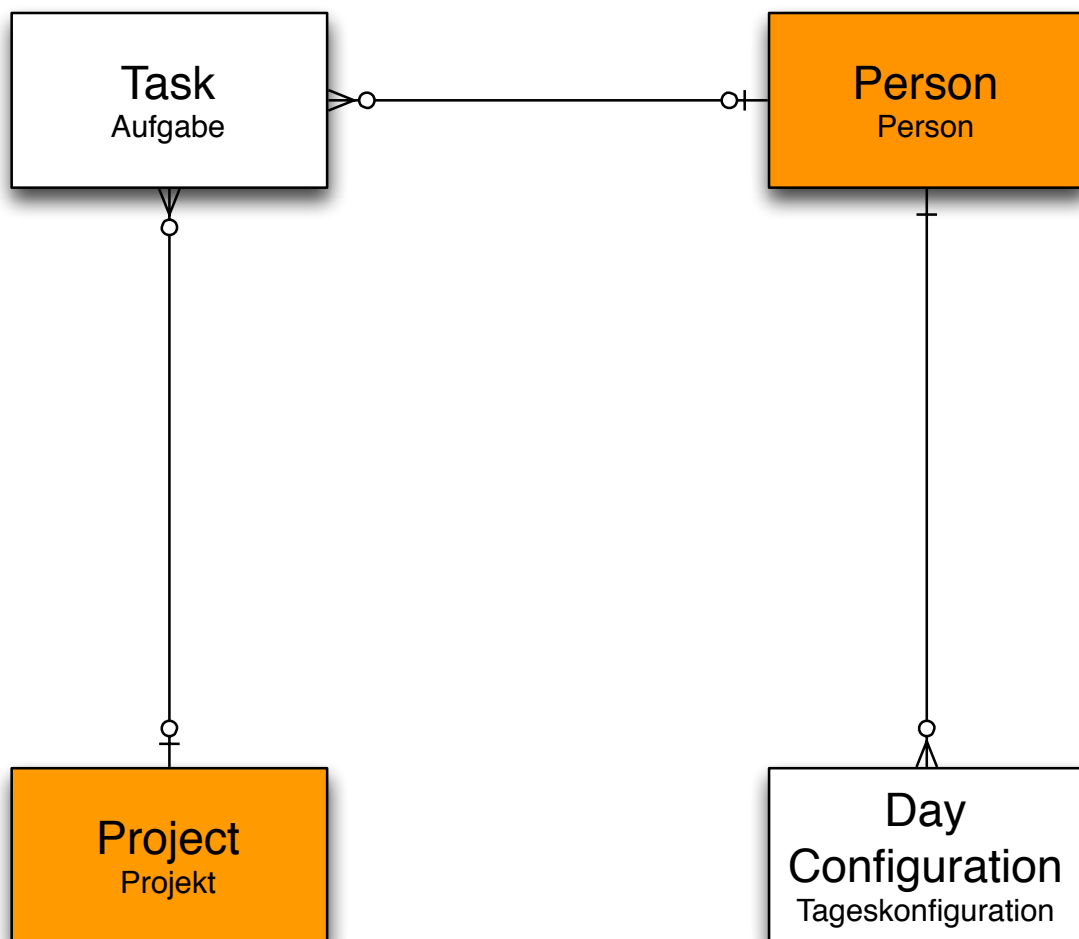 Task
Aufgabe
Person
Person
Project
Projekt
Day
Configuration
Tageskonfiguration